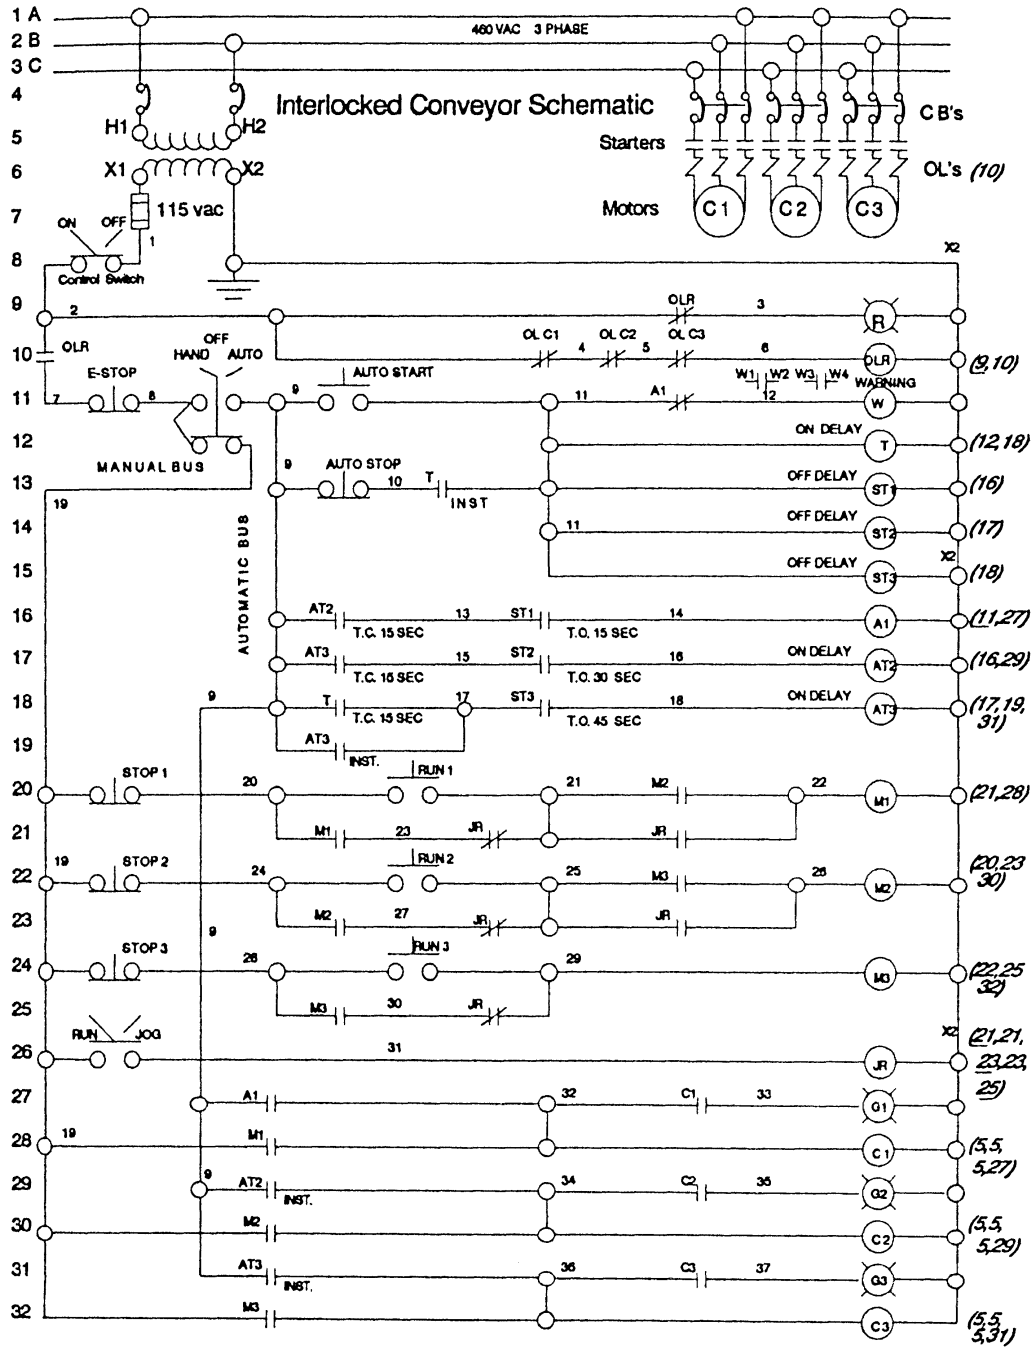 1 A
460 VAC 3 PHASE
2 B
3 C
4
Interlocked Conveyor Schematic
CB's
H1 H2
5
Starters
6
X1 X2
OL's (10)
7
115 vac
Motors
C1 C2 C3
ON OFF
1
8
Control Switch
X2
9
2
OLR
3
R
10
OLR
OFF
HAND AUTO
OL C1
4
OL C2
5
OL C3
6
OLR
(9,10)
E-STOP
AUTO START
W1 W2 W3 W4
WARNING
11
7
8
9
11
A1
12
W
12
ON DELAY
T
(12,18)
MANUAL BUS
9
AUTO STOP
13
19
10
T
INST
OFF DELAY
ST1
(16)
14
AUTOMATIC BUS
11
OFF DELAY
ST2
(17)
15
OFF DELAY
X2
ST3
(18)
16
AT2
T.C. 15 SEC
13
ST1
T.O. 15 SEC
14
A1
(11,27)
17
AT3
T.C. 15 SEC
15
ST2
T.O. 30 SEC
16
ON DELAY
AT2
(16,29)
18
9
T
T.C. 15 SEC
17
ST3
T.O. 45 SEC
18
ON DELAY
AT3
(17,19,
31)
19
AT3
INST.
20
STOP 1
20
RUN 1
21
M2
22
M1
(21,28)
21
M1
23
JR
JR
22
19
STOP 2
24
RUN 2
25
M3
26
M2
(20,23
30)
23
M2
27
JR
JR
9
24
STOP 3
28
RUN 3
29
M3
(22,25
32)
25
M3
30
JR
26
RUN JOG
31
X2
JR
(21,21,
23,23,
25)
27
A1
32
C1
33
G1
28
19
M1
C1
(5,5,
5,27)
29
9
AT2
INST.
34
C2
35
G2
30
M2
C2
(5,5,
5,29)
31
AT3
INST.
36
C3
37
G3
32
M3
C3
(5,5
5,31)